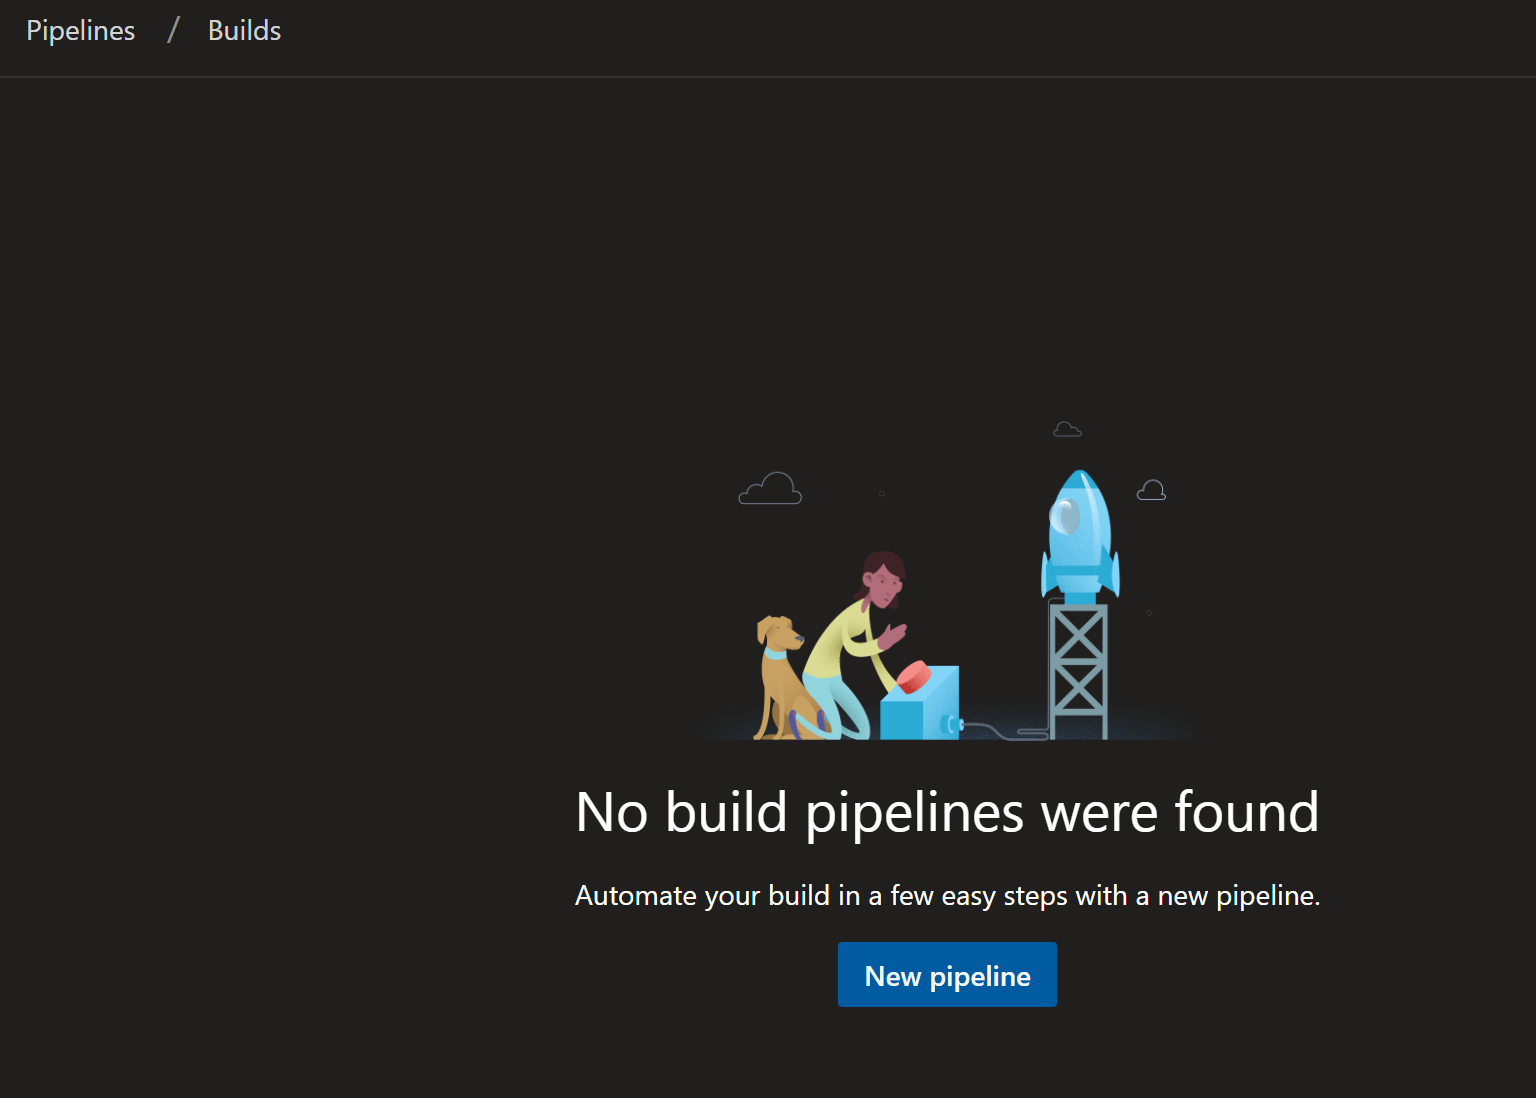 Pipelines / Builds
No build pipelines were found
Automate your build in a few easy steps with a new pipeline.
New pipeline